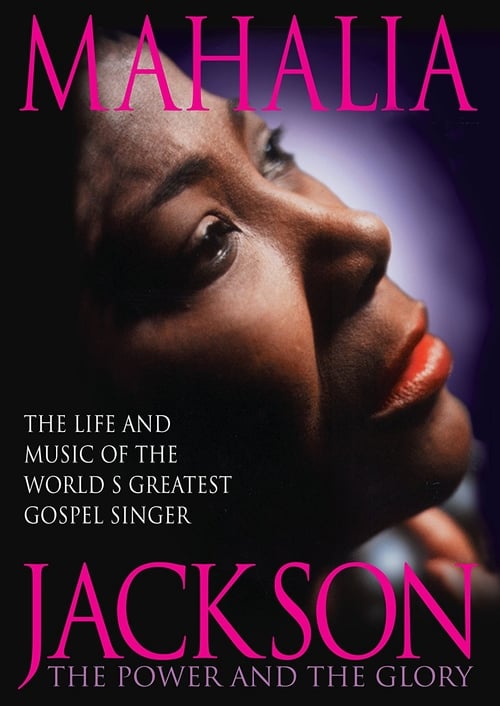 MAHALIA
THE LIFE AND
MUSIC OF THE
WORLD S GREATEST
GOSPEL SINGER
JACKSON
THE POWER AND THE GLORY